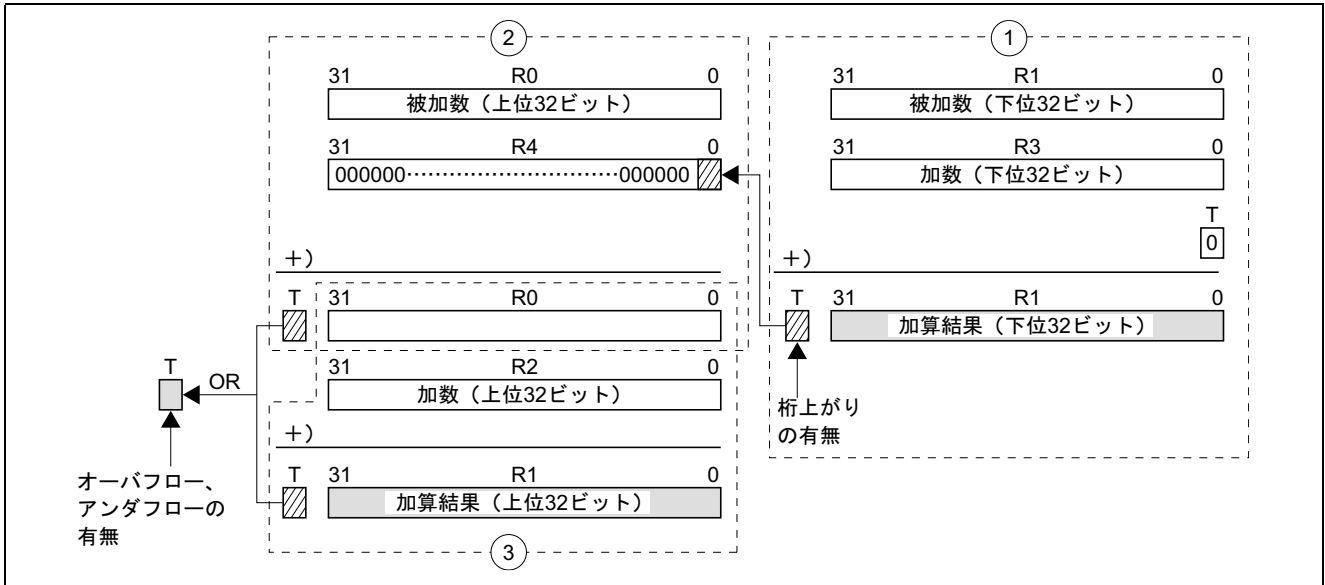 2
31 R0 0
被加数（上位32ビット）
31 R4 0
000000‥‥‥‥‥‥‥‥‥‥‥‥‥‥000000
＋）
T 31 R0 0
31 R2 0
加数（上位32ビット）
＋）
T 31 R1 0
加算結果（上位32ビット）
3
T
OR
オーバフロー、
アンダフローの
有無
1
31 R1 0
被加数（下位32ビット）
31 R3 0
加数（下位32ビット）
T
0
＋）
T 31 R1 0
加算結果（下位32ビット）
桁上がり
の有無